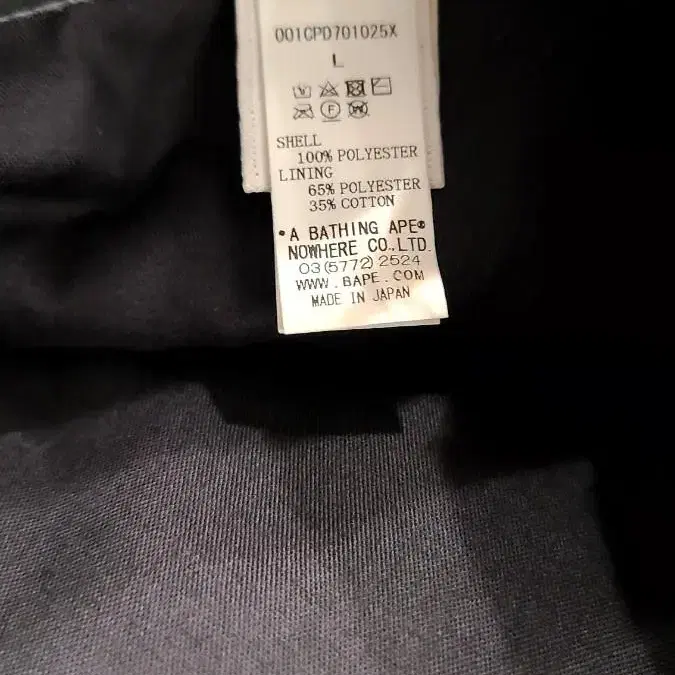 001CPD701025X
L
F W
SHELL
100% POLYESTER
LINING
65% POLYESTER
35% COTTON
•A BATHING APE®
NOWHERE CO.,LTD.
03(5772)2524
WWW.BAPE.COM
MADE IN JAPAN